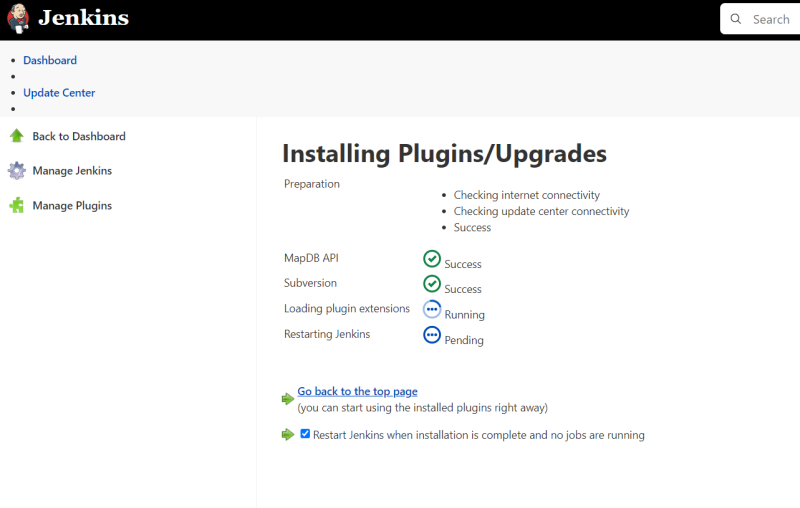 Jenkins
Search
Dashboard
Update Center
Back to Dashboard
Manage Jenkins
Manage Plugins
Installing Plugins/Upgrades
Preparation
Checking internet connectivity
Checking update center connectivity
Success
MapDB API Success
Subversion Success
Loading plugin extensions Running
Restarting Jenkins Pending
Go back to the top page
(you can start using the installed plugins right away)
Restart Jenkins when installation is complete and no jobs are running